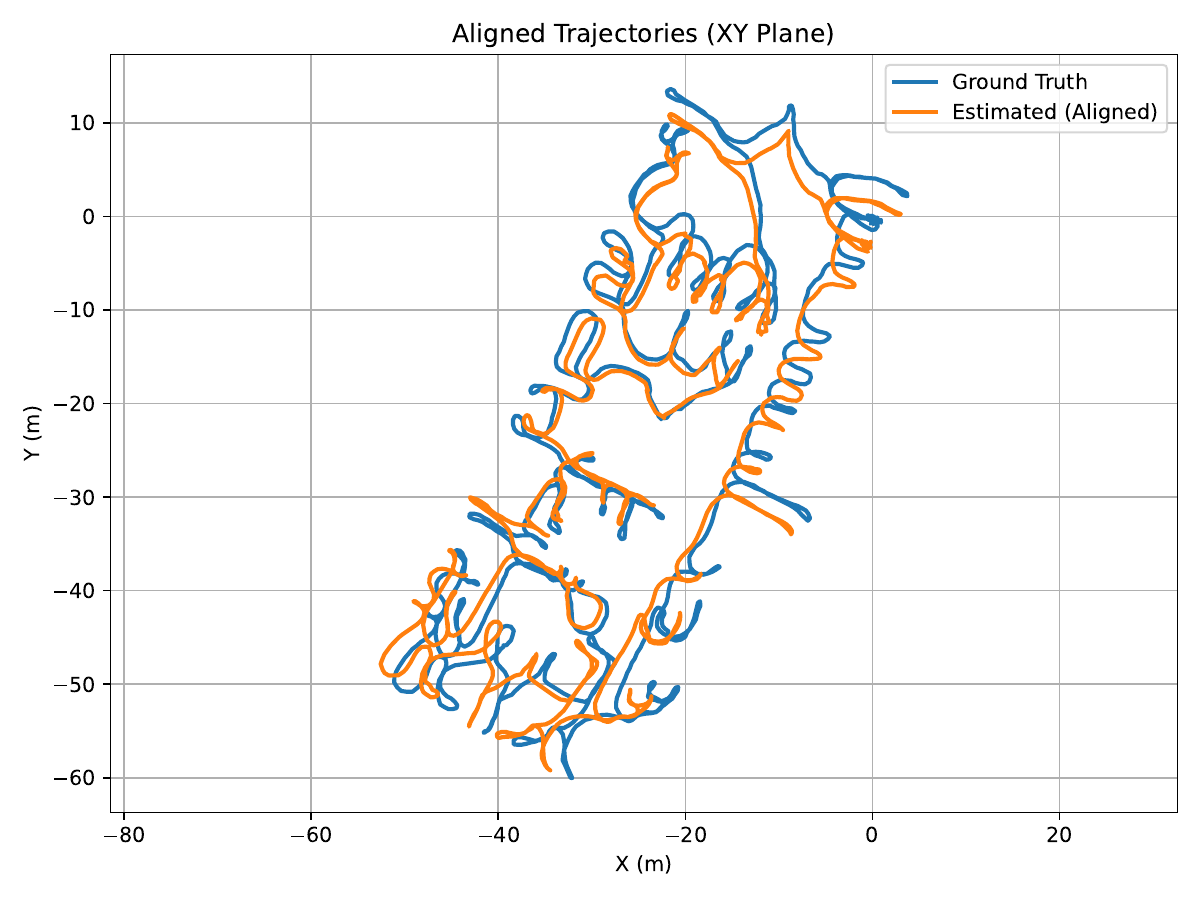 Aligned Trajectories (XY Plane)
Ground Truth
Estimated (Aligned)
10
0
−10
−20
−30
−40
−50
−60
Y (m)
−80
−60
−40
−20
0
20
X (m)